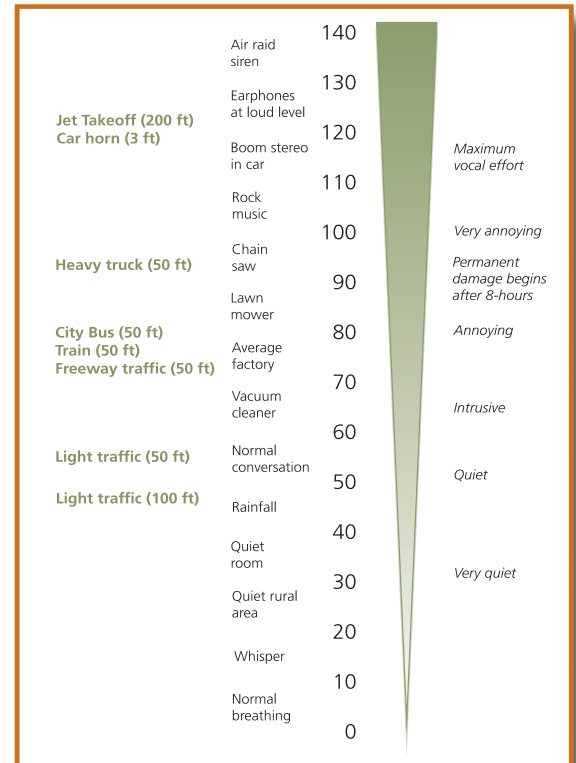 140
Air raid
siren
130
Earphones
at loud level
Jet Takeoff (200 ft)
Car horn (3 ft)
120
Boom stereo
in car
Maximum
vocal effort
110
Rock
music
100
Very annoying
Chain
saw
Heavy truck (50 ft)
Permanent
damage begins
after 8-hours
90
Lawn
mower
80
Annoying
City Bus (50 ft)
Train (50 ft)
Freeway traffic (50 ft)
Average
factory
70
Vacuum
cleaner
Intrusive
60
Light traffic (50 ft)
Normal
conversation
Quiet
50
Light traffic (100 ft)
Rainfall
40
Quiet
room
Very quiet
30
Quiet rural
area
20
Whisper
10
Normal
breathing
0